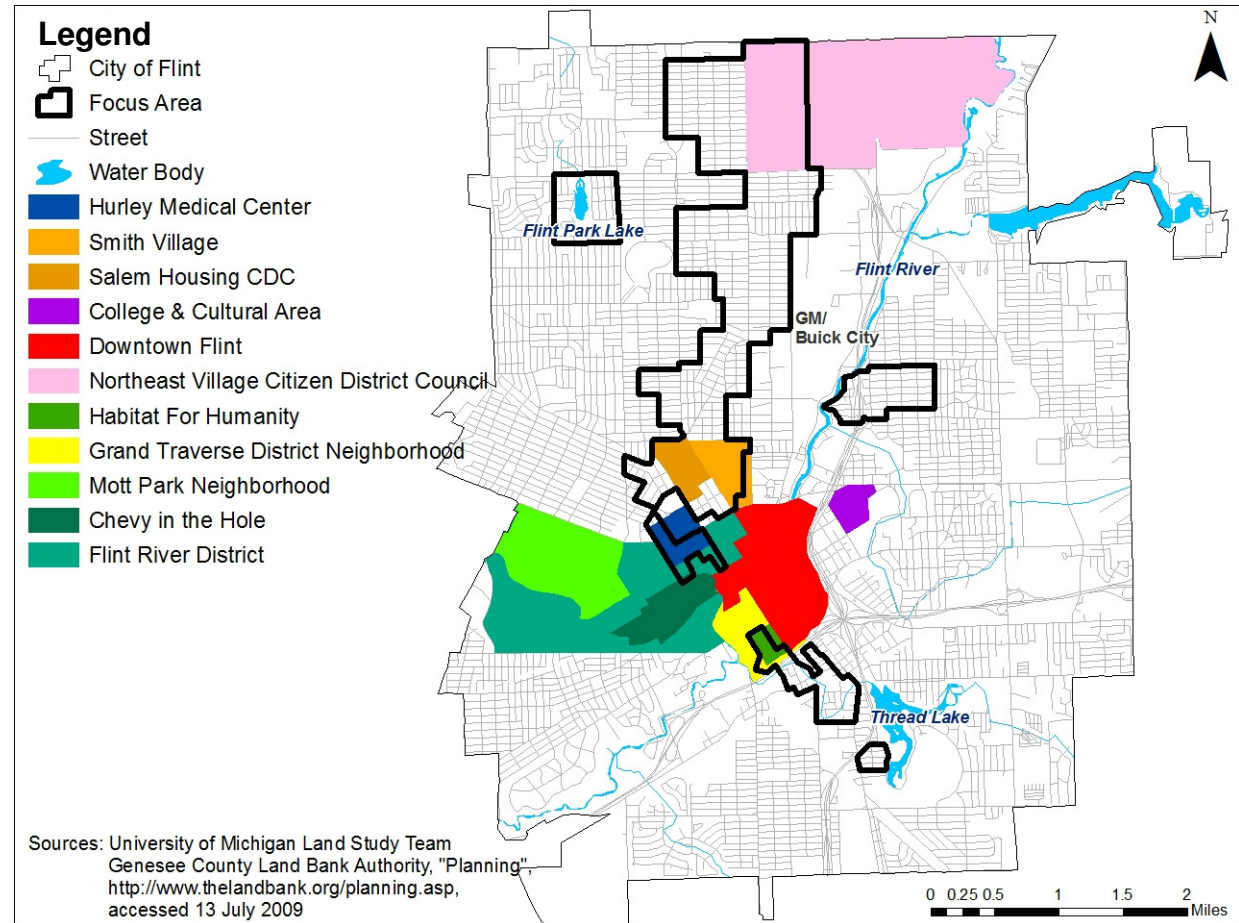 Legend
City of Flint
Focus Area
Street
Water Body
Hurley Medical Center
Smith Village
Salem Housing CDC
College & Cultural Area
Downtown Flint
Northeast Village Citizen District Council
Habitat For Humanity
Grand Traverse District Neighborhood
Mott Park Neighborhood
Chevy in the Hole
Flint River District
N
Flint Park Lake
Flint River
GM/
Buick City
Thread Lake
Sources: University of Michigan Land Study Team
Genesee County Land Bank Authority, "Planning",
http://www.thelandbank.org/planning.asp,
accessed 13 July 2009
0 0.25 0.5 1 1.5 2
Miles